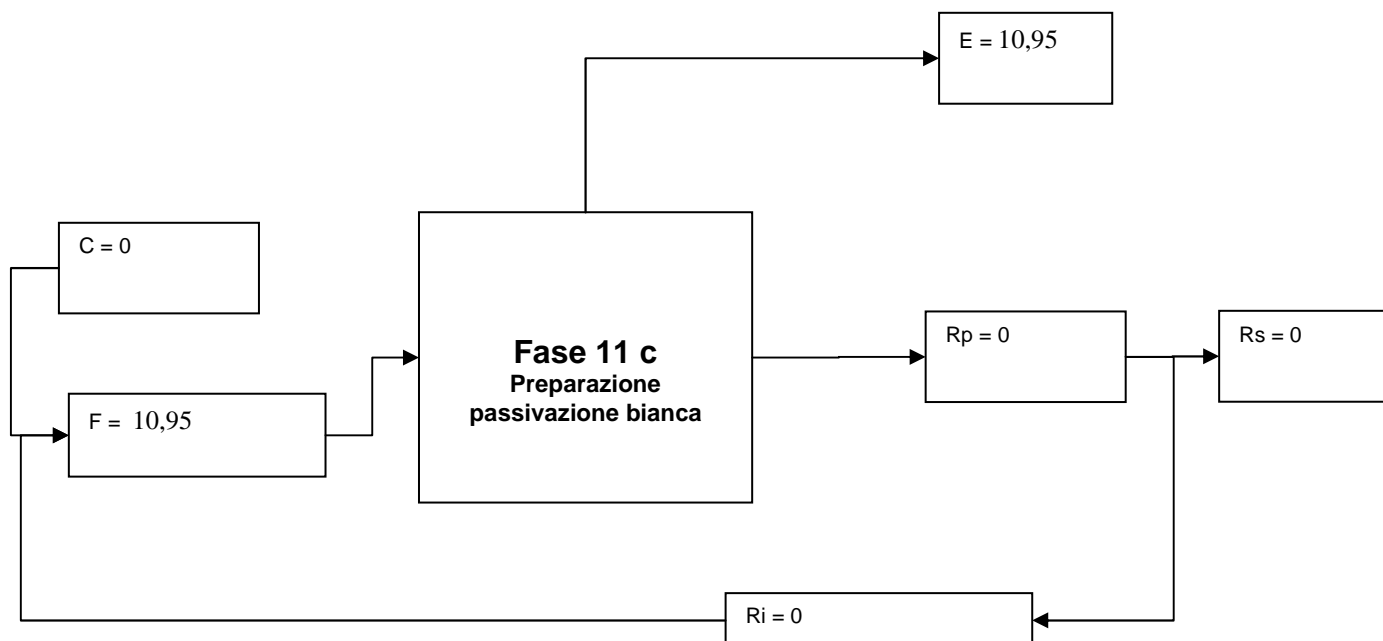 E = 10,95
C = 0
Fase 11 c
Preparazione
passivazione bianca
Rp = 0
Rs = 0
F = 10,95
Ri = 0